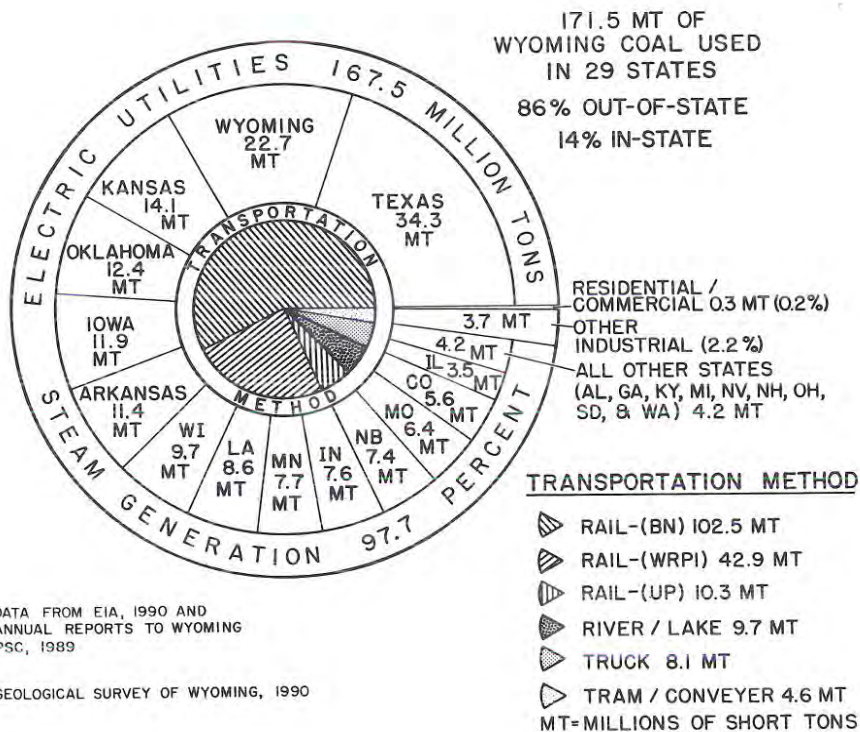 171.5 MT OF
WYOMING COAL USED
IN 29 STATES
86% OUT-OF-STATE
14% IN-STATE
ELECTRIC UTILITIES 167.5 MILLION TONS
STEAM GENERATION 97.7 PERCENT
WYOMING
22.7
MT
TEXAS
34.3
MT
KANSAS
14.1
MT
OKLAHOMA
12.4
MT
IOWA
11.9
MT
ARKANSAS
11.4
MT
WI
9.7
MT
LA
8.6
MT
MN
7.7
MT
IN
7.6
MT
NB
7.4
MT
MO
6.4
MT
CO
5.6
MT
IL 3.5
MT
4.2 MT
3.7 MT
TRANSPORTATION
METHOD
RESIDENTIAL /
COMMERCIAL 0.3 MT (0.2%)
OTHER
INDUSTRIAL (2.2%)
ALL OTHER STATES
(AL, GA, KY, MI, NV, NH, OH,
SD, & WA) 4.2 MT
TRANSPORTATION METHOD
RAIL-(BN) 102.5 MT
RAIL-(WRPI) 42.9 MT
RAIL-(UP) 10.3 MT
RIVER / LAKE 9.7 MT
TRUCK 8.1 MT
TRAM / CONVEYER 4.6 MT
MT=MILLIONS OF SHORT TONS
DATA FROM EIA, 1990 AND
ANNUAL REPORTS TO WYOMING
PSC, 1989
GEOLOGICAL SURVEY OF WYOMING, 1990